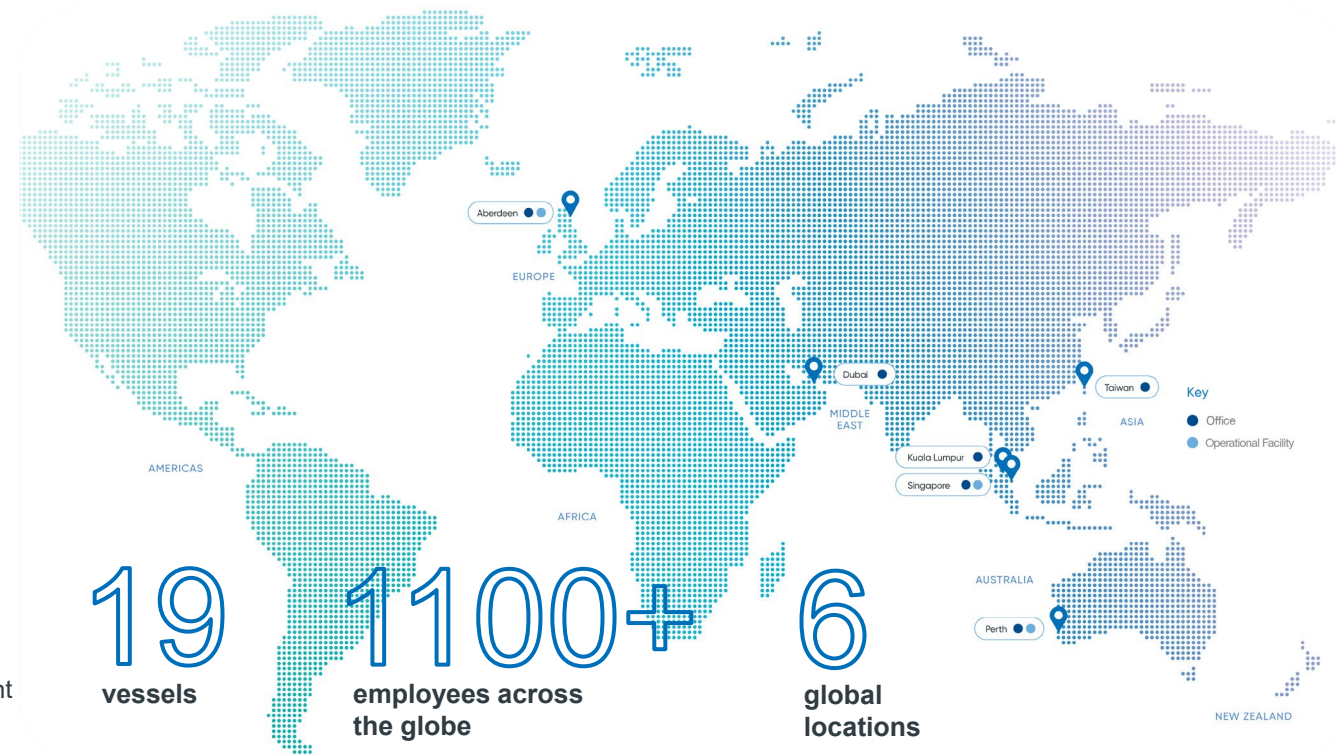 Aberdeen
EUROPE
Dubai
MIDDLE
EAST
Taiwan
Key
Office
Operational Facility
ASIA
Kuala Lumpur
Singapore
AMERICAS
AFRICA
AUSTRALIA
Perth
NEW ZEALAND
19
vessels
1100+
employees across
the globe
6
global
locations